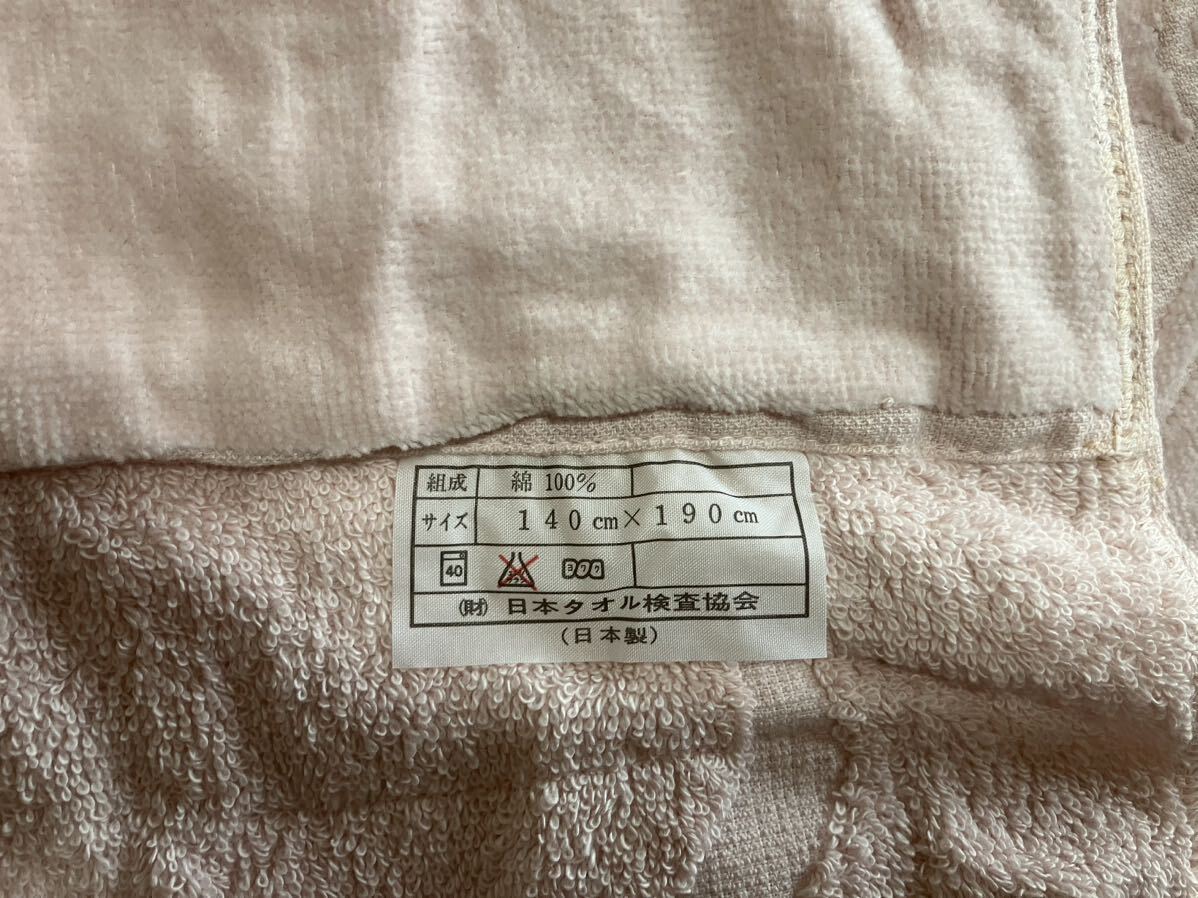 組成 綿 100%
サイズ 140cm×190cm
40 ヨワク
(財) 日本タオル検査協会
(日本製)